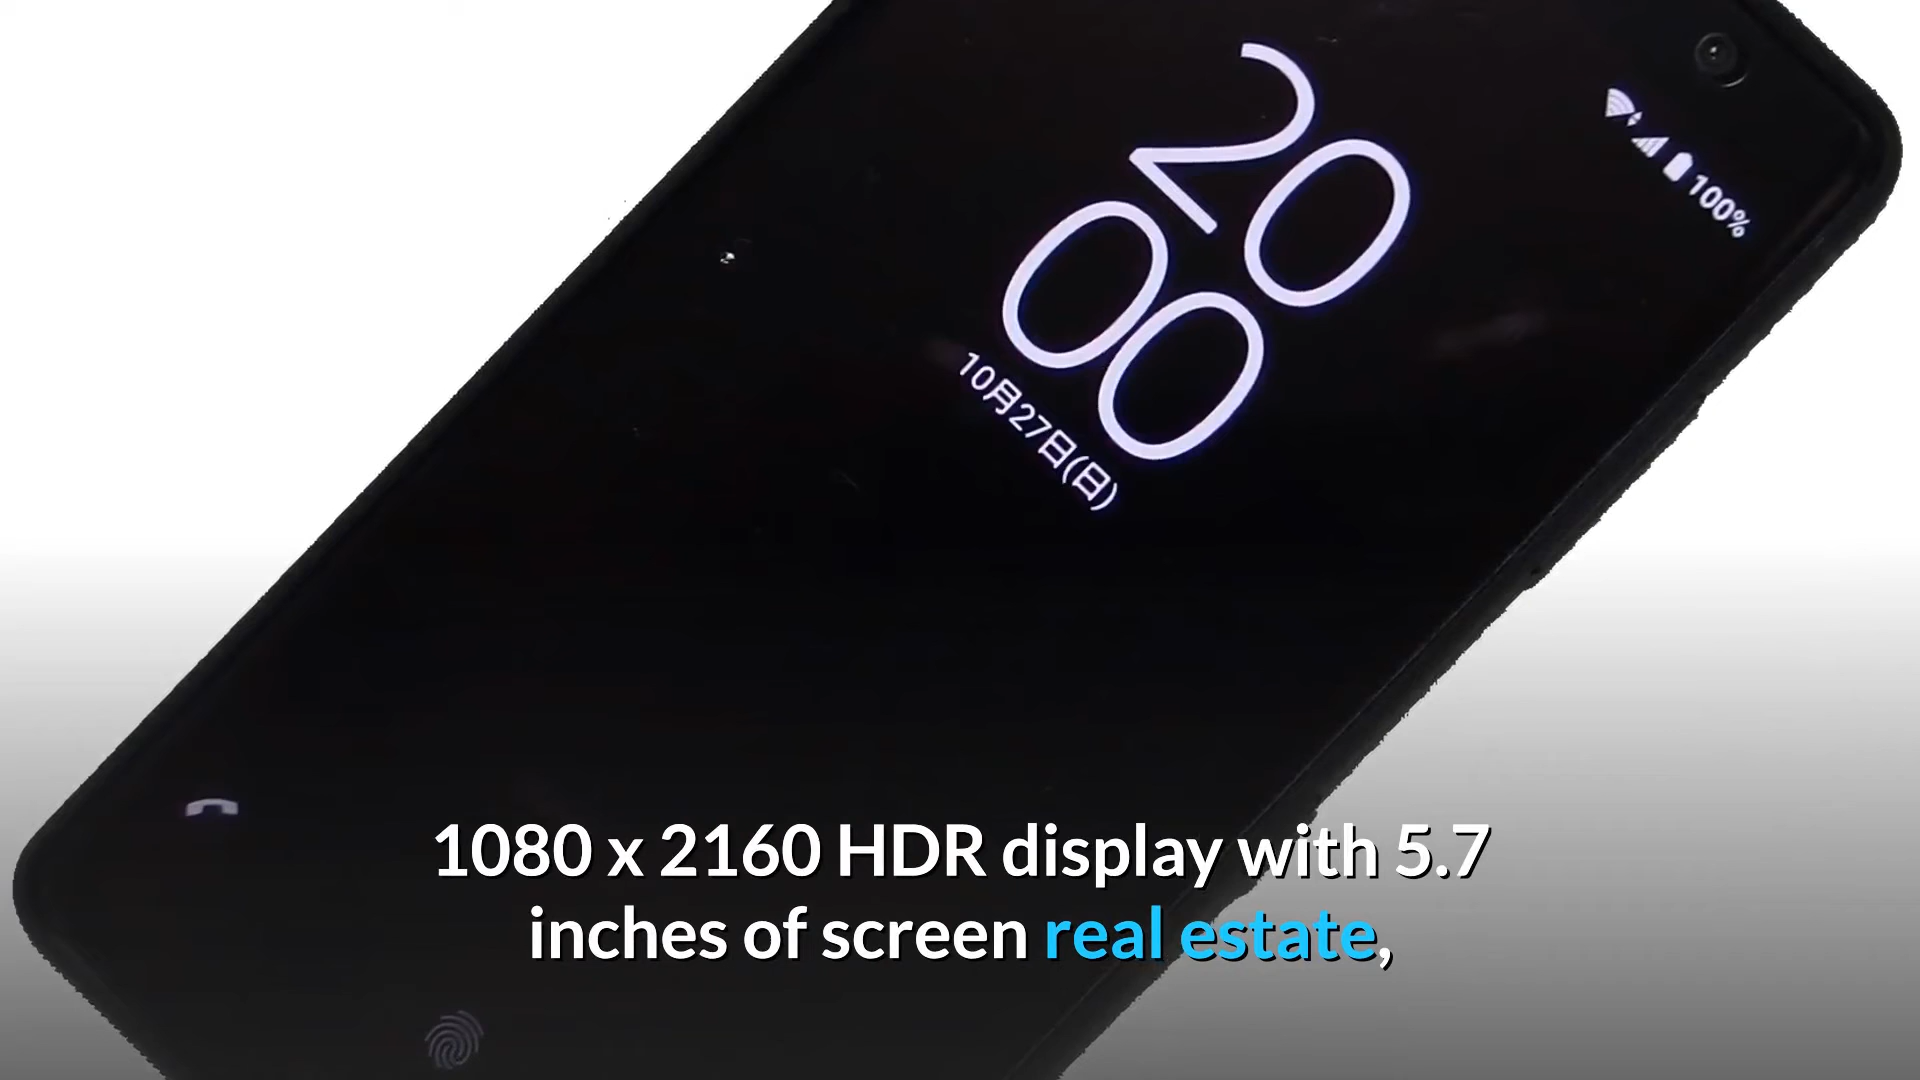 100%
20
00
10月27日(日)
1080 x 2160 HDR display with 5.7
inches of screen real estate,